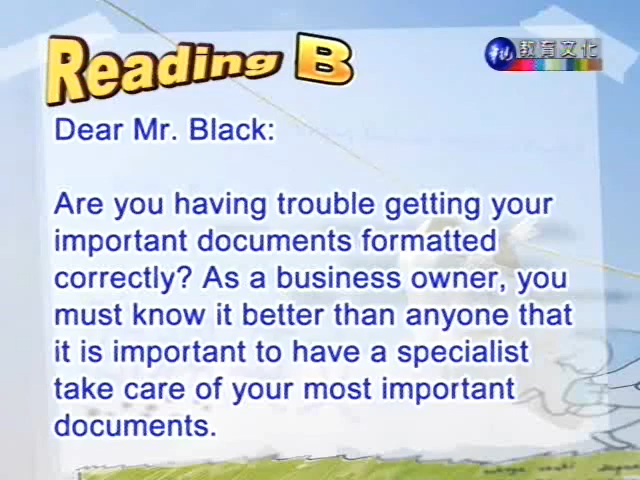 Reading B
華視 教育文化
Dear Mr. Black:
Are you having trouble getting your
important documents formatted
correctly? As a business owner, you
must know it better than anyone that
it is important to have a specialist
take care of your most important
documents.